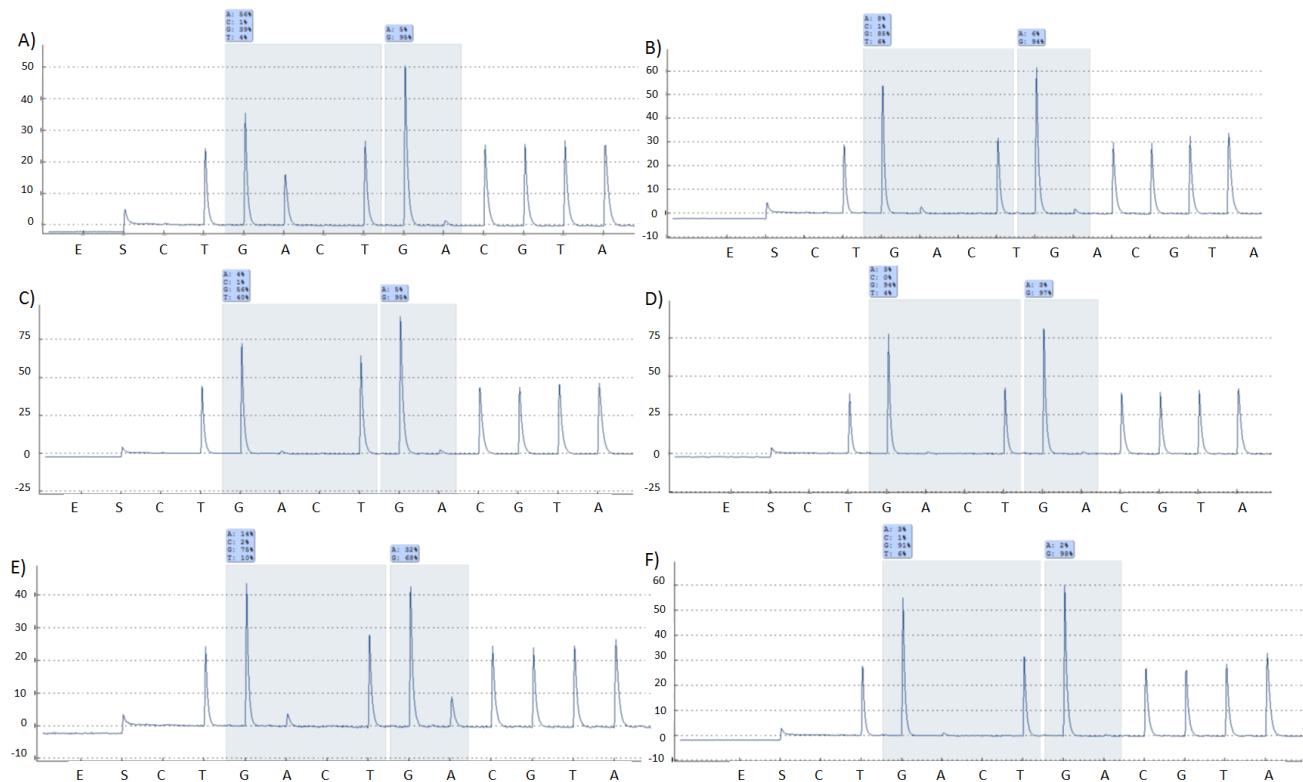 A)
A: 56%
C: 1%
G: 39%
T: 4%
A: 5%
G: 95%
50
40
30
20
10
0
E S C T G A C T G A C G T A
B)
A: 8%
C: 1%
G: 85%
T: 6%
A: 6%
G: 94%
60
50
40
30
20
10
0
-10
E S C T G A C T G A C G T A
C)
A: 4%
C: 1%
G: 56%
T: 40%
A: 5%
G: 95%
75
50
25
0
-25
E S C T G A C T G A C G T A
D)
A: 3%
C: 0%
G: 94%
T: 4%
A: 3%
G: 97%
75
50
25
0
-25
E S C T G A C T G A C G T A
E)
A: 14%
C: 2%
G: 75%
T: 10%
A: 32%
G: 68%
40
30
20
10
0
-10
E S C T G A C T G A C G T A
F)
A: 3%
C: 1%
G: 91%
T: 6%
A: 2%
G: 98%
60
50
40
30
20
10
0
-10
E S C T G A C T G A C G T A